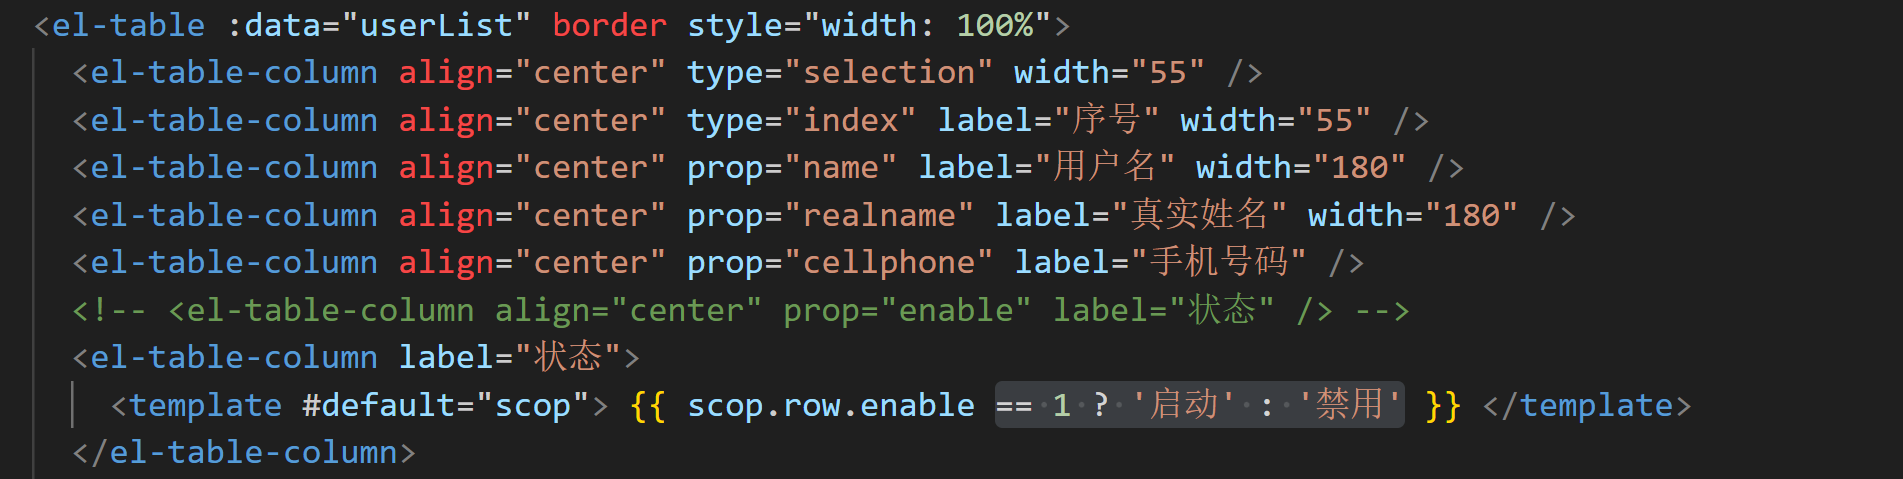 <el-table :data="userList" border style="width: 100%">
<el-table-column align="center" type="selection" width="55" />
<el-table-column align="center" type="index" label="序号" width="55" />
<el-table-column align="center" prop="name" label="用户名" width="180" />
<el-table-column align="center" prop="realname" label="真实姓名" width="180" />
<el-table-column align="center" prop="cellphone" label="手机号码" />
<!-- <el-table-column align="center" prop="enable" label="状态" /> -->
<el-table-column label="状态">
<template #default="scop"> {{ scop.row.enable == 1 ? '启动' : '禁用' }} </template>
</el-table-column>